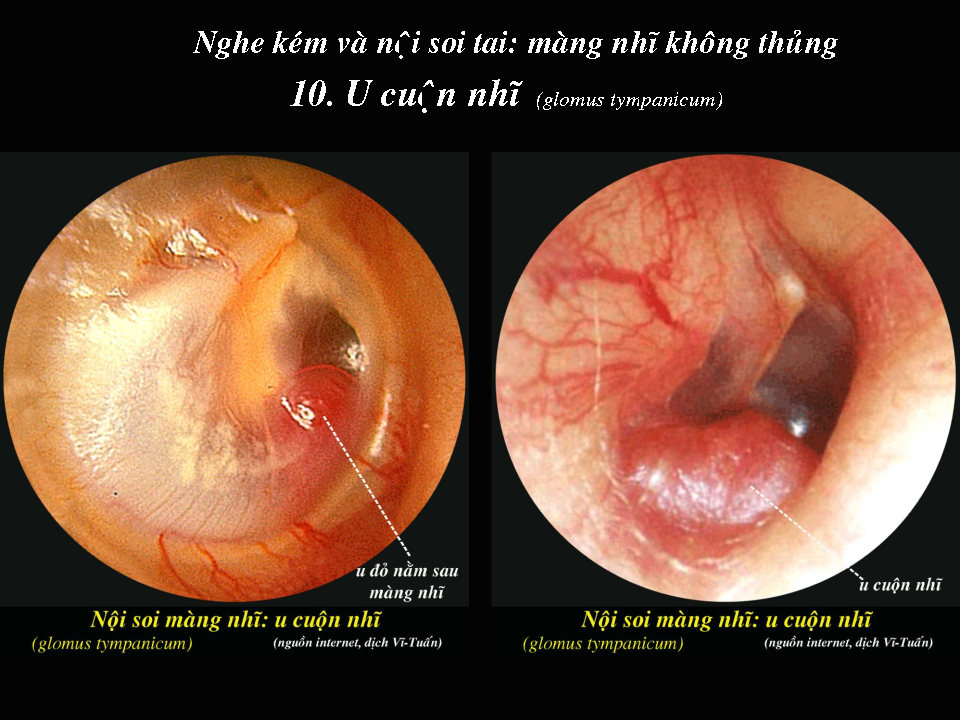 Nghe kém và nội soi tai: màng nhĩ không thủng
10. U cuộn nhĩ (glomus tympanicum)
u đỏ nằm sau
màng nhĩ
Nội soi màng nhĩ: u cuộn nhĩ
(glomus tympanicum) (nguồn internet, dịch Vĩ-Tuấn)
u cuộn nhĩ
Nội soi màng nhĩ: u cuộn nhĩ
(glomus tympanicum) (nguồn internet, dịch Vĩ-Tuấn)